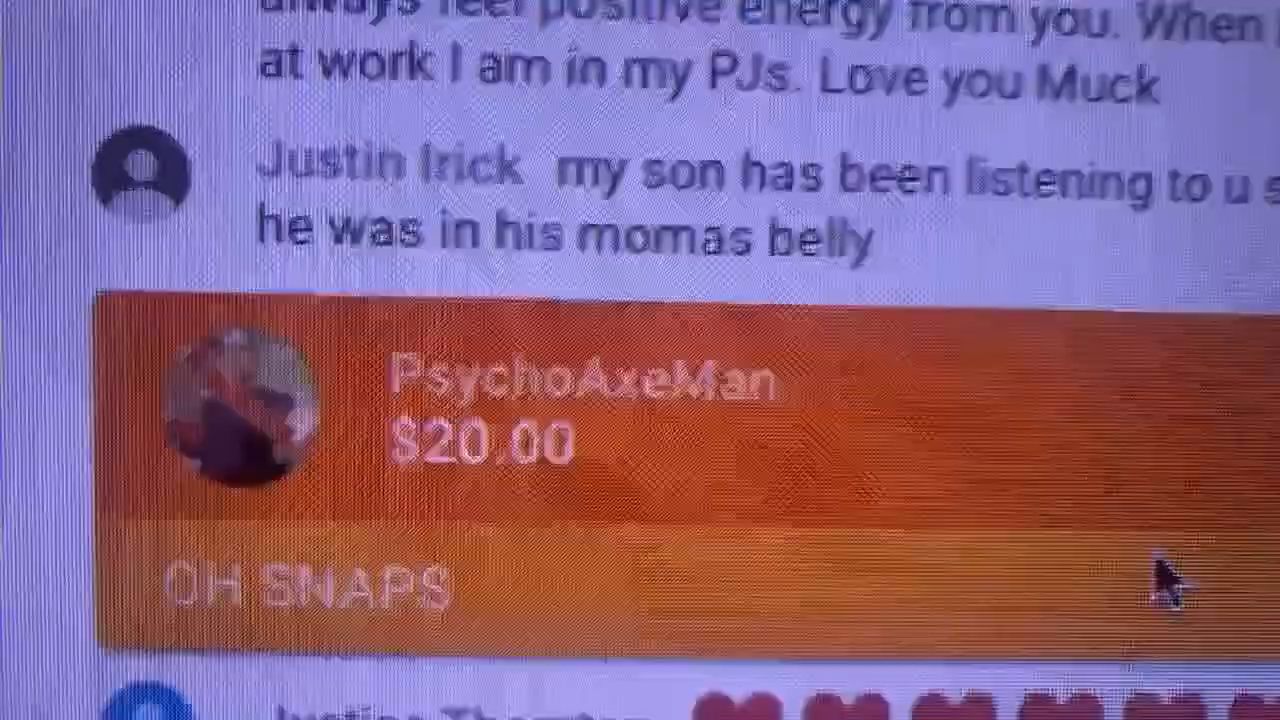 always feel positive energy from you. When
at work I am in my PJs. Love you Muck
Justin Irick my son has been listening to u s
he was in his momas belly
PsychoAxeMan
$20.00
OH SNAPS